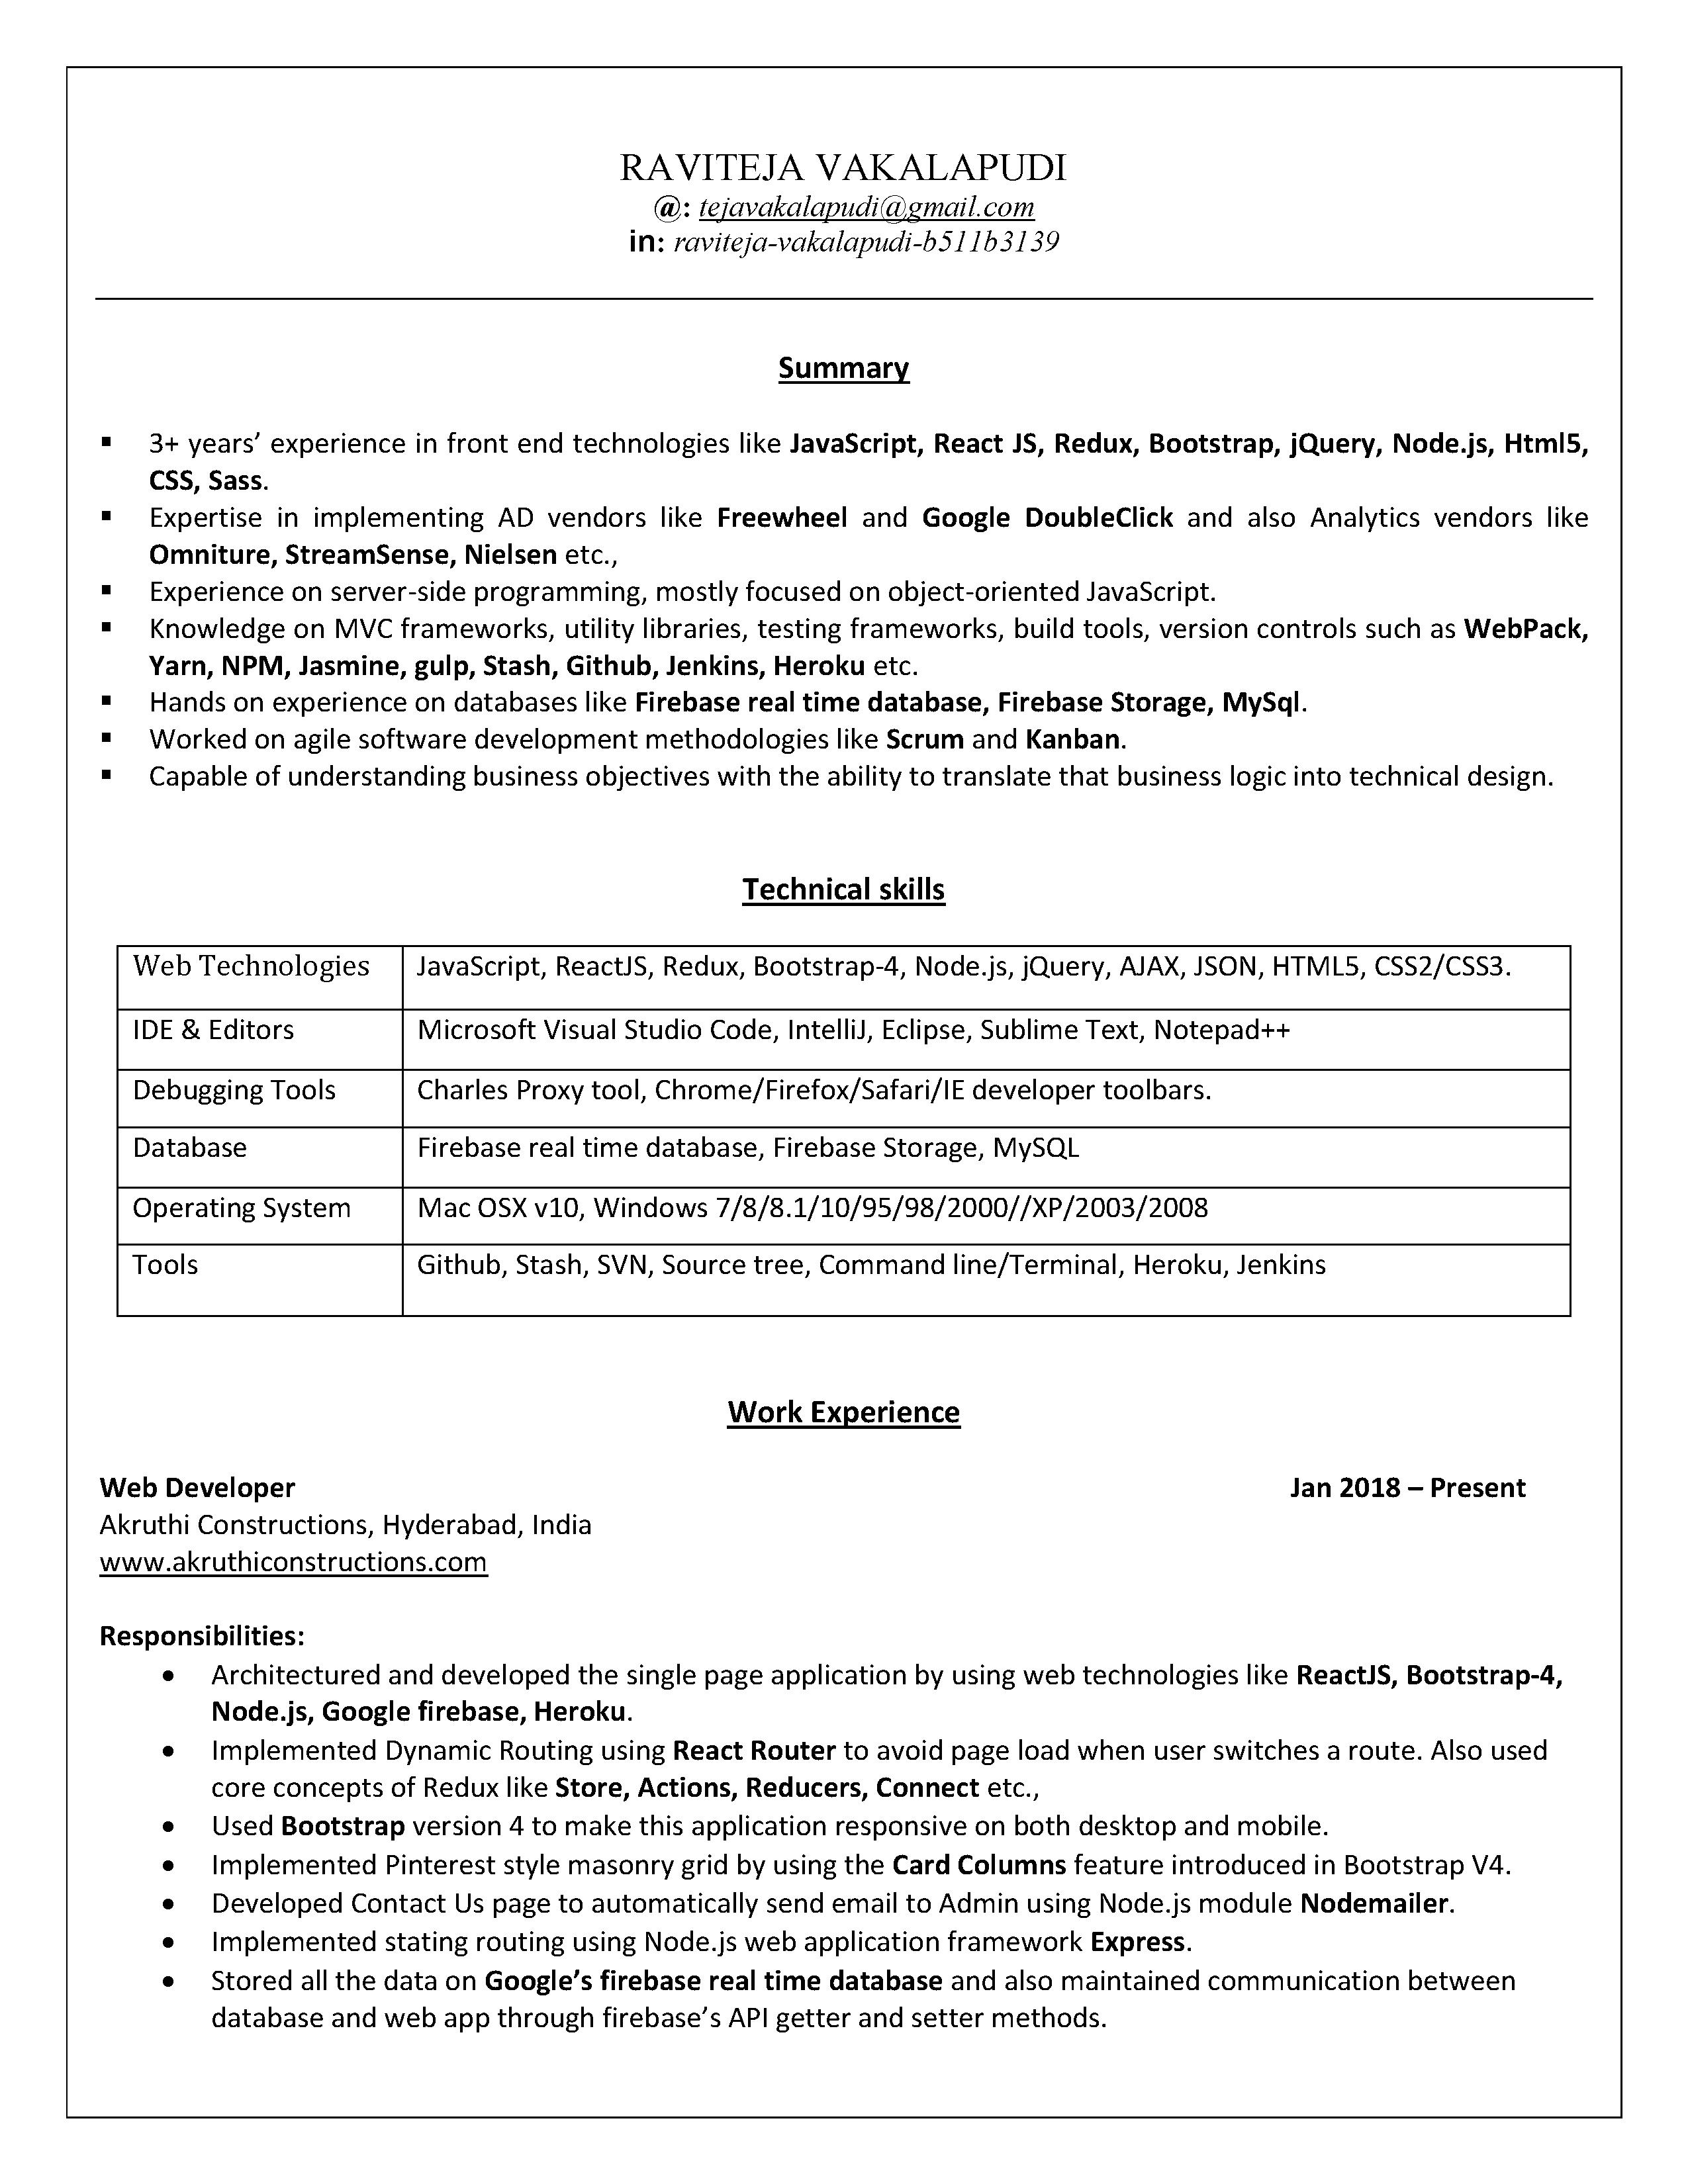 RAVITEJA VAKALAPUDI
@: tejavakalapudi@gmail.com
in: raviteja-vakalapudi-b511b3139
Summary
▪ 3+ years’ experience in front end technologies like JavaScript, React JS, Redux, Bootstrap, jQuery, Node.js, Html5,
CSS, Sass.
▪ Expertise in implementing AD vendors like Freewheel and Google DoubleClick and also Analytics vendors like
Omniture, StreamSense, Nielsen etc.,
▪ Experience on server-side programming, mostly focused on object-oriented JavaScript.
▪ Knowledge on MVC frameworks, utility libraries, testing frameworks, build tools, version controls such as WebPack,
Yarn, NPM, Jasmine, gulp, Stash, Github, Jenkins, Heroku etc.
▪ Hands on experience on databases like Firebase real time database, Firebase Storage, MySql.
▪ Worked on agile software development methodologies like Scrum and Kanban.
▪ Capable of understanding business objectives with the ability to translate that business logic into technical design.
Technical skills
Web Technologies JavaScript, ReactJS, Redux, Bootstrap-4, Node.js, jQuery, AJAX, JSON, HTML5, CSS2/CSS3.
IDE & Editors Microsoft Visual Studio Code, IntelliJ, Eclipse, Sublime Text, Notepad++
Debugging Tools Charles Proxy tool, Chrome/Firefox/Safari/IE developer toolbars.
Database Firebase real time database, Firebase Storage, MySQL
Operating System Mac OSX v10, Windows 7/8/8.1/10/95/98/2000//XP/2003/2008
Tools Github, Stash, SVN, Source tree, Command line/Terminal, Heroku, Jenkins
Work Experience
Web Developer Jan 2018 – Present
Akruthi Constructions, Hyderabad, India
www.akruthiconstructions.com
Responsibilities:
• Architectured and developed the single page application by using web technologies like ReactJS, Bootstrap-4,
Node.js, Google firebase, Heroku.
• Implemented Dynamic Routing using React Router to avoid page load when user switches a route. Also used
core concepts of Redux like Store, Actions, Reducers, Connect etc.,
• Used Bootstrap version 4 to make this application responsive on both desktop and mobile.
• Implemented Pinterest style masonry grid by using the Card Columns feature introduced in Bootstrap V4.
• Developed Contact Us page to automatically send email to Admin using Node.js module Nodemailer.
• Implemented stating routing using Node.js web application framework Express.
• Stored all the data on Google’s firebase real time database and also maintained communication between
database and web app through firebase’s API getter and setter methods.